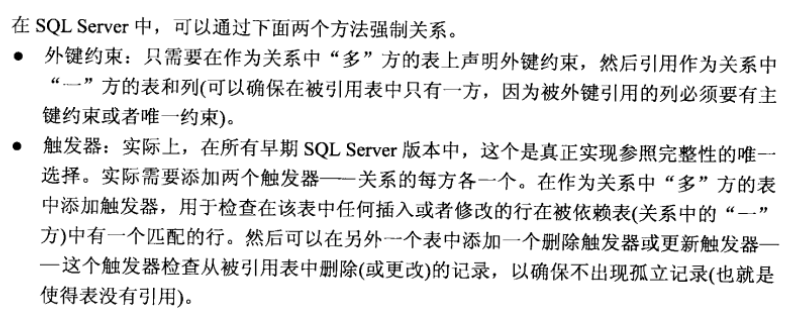 在 SQL Server 中，可以通过下面两个方法强制关系。
● 外键约束：只需要在作为关系中“多”方的表上声明外键约束，然后引用作为关系中
“一”方的表和列(可以确保在被引用表中只有一方，因为被外键引用的列必须要有主
键约束或者唯一约束)。
● 触发器：实际上，在所有早期 SQL Server 版本中，这个是真正实现参照完整性的唯一
选择。实际需要添加两个触发器——关系的每方各一个。在作为关系中“多”方的表
中添加触发器，用于检查在该表中任何插入或者修改的行在被依赖表(关系中的“一”
方)中有一个匹配的行。然后可以在另外一个表中添加一个删除触发器或更新触发器—
—这个触发器检查从被引用表中删除(或更改)的记录，以确保不出现孤立记录(也就是
使得表没有引用)。